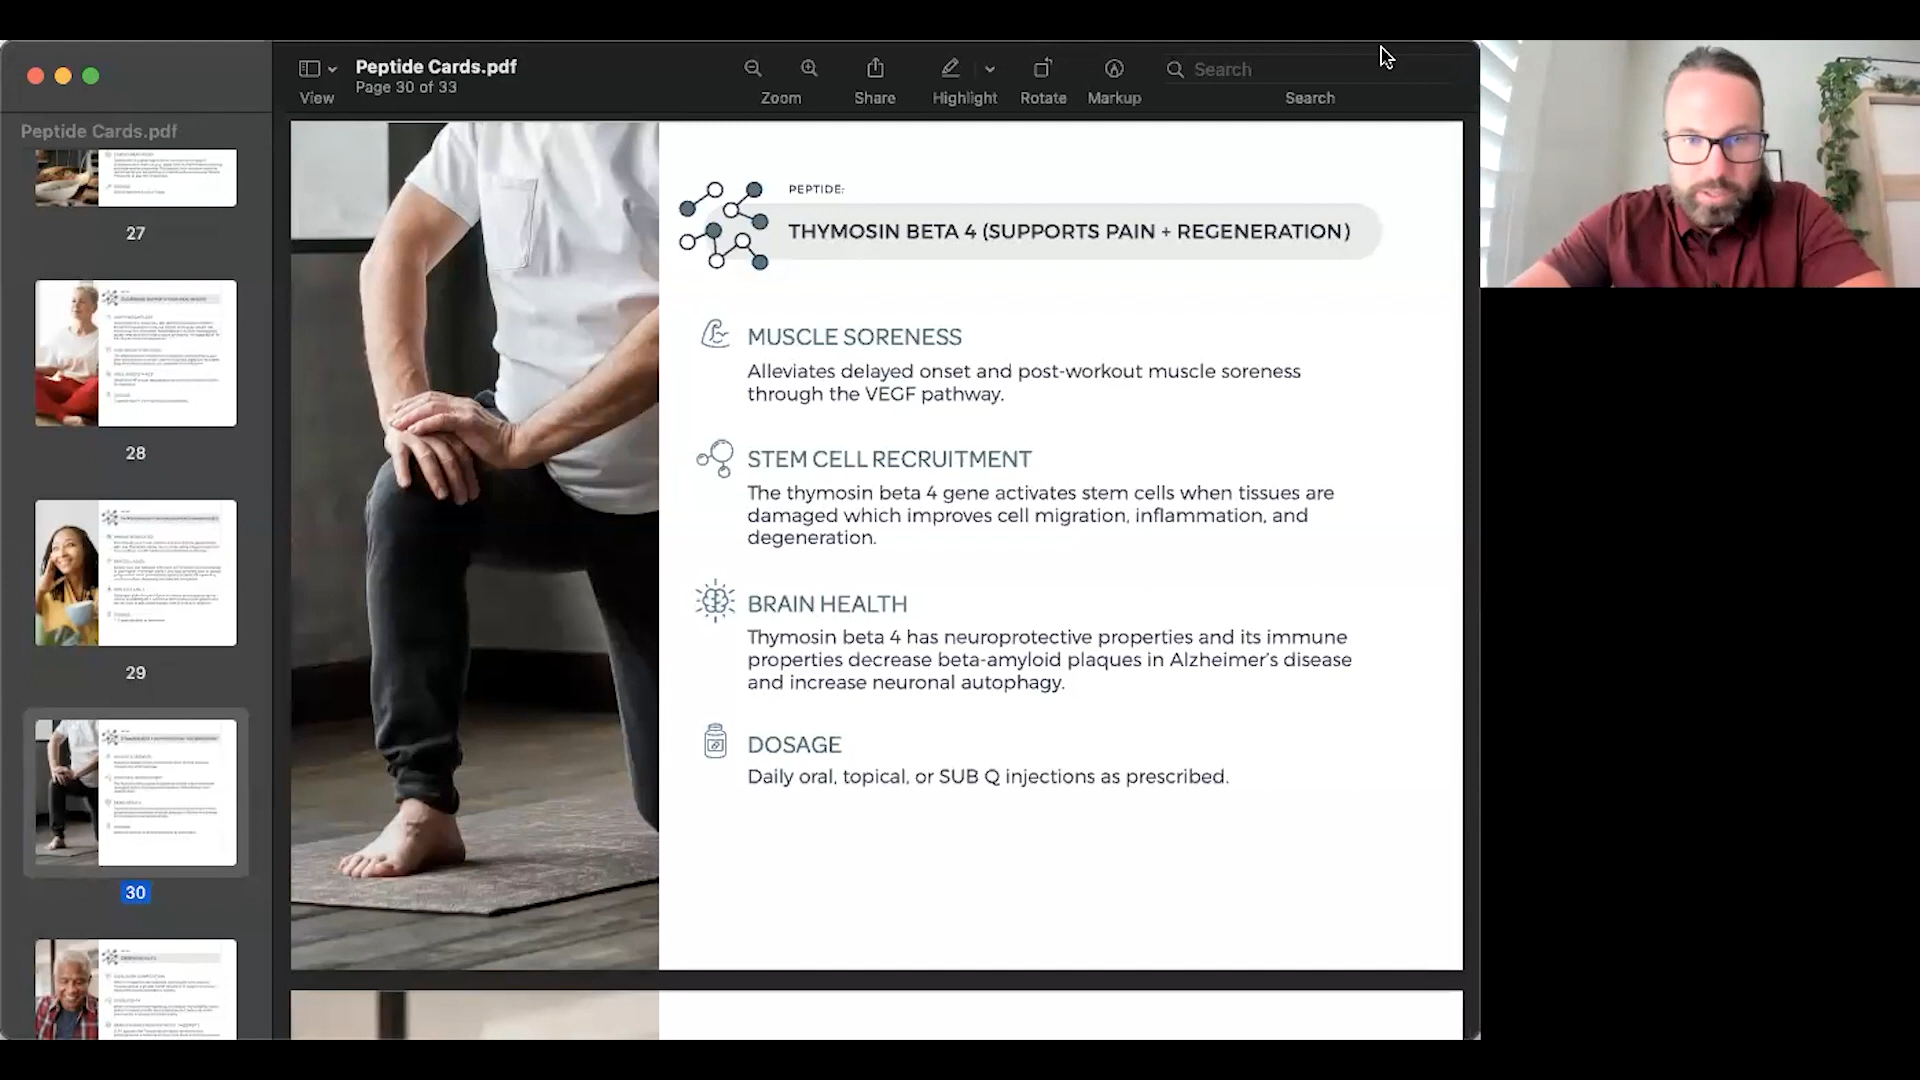 Peptide Cards.pdf
Page 30 of 33
View
Zoom
Share
Highlight
Rotate
Markup
Search
Search
Peptide Cards.pdf
27
28
29
30
PEPTIDE:
THYMOSIN BETA 4 (SUPPORTS PAIN + REGENERATION)
MUSCLE SORENESS
Alleviates delayed onset and post-workout muscle soreness
through the VEGF pathway.
STEM CELL RECRUITMENT
The thymosin beta 4 gene activates stem cells when tissues are
damaged which improves cell migration, inflammation, and
degeneration.
BRAIN HEALTH
Thymosin beta 4 has neuroprotective properties and its immune
properties decrease beta-amyloid plaques in Alzheimer's disease
and increase neuronal autophagy.
DOSAGE
Daily oral, topical, or SUB Q injections as prescribed.